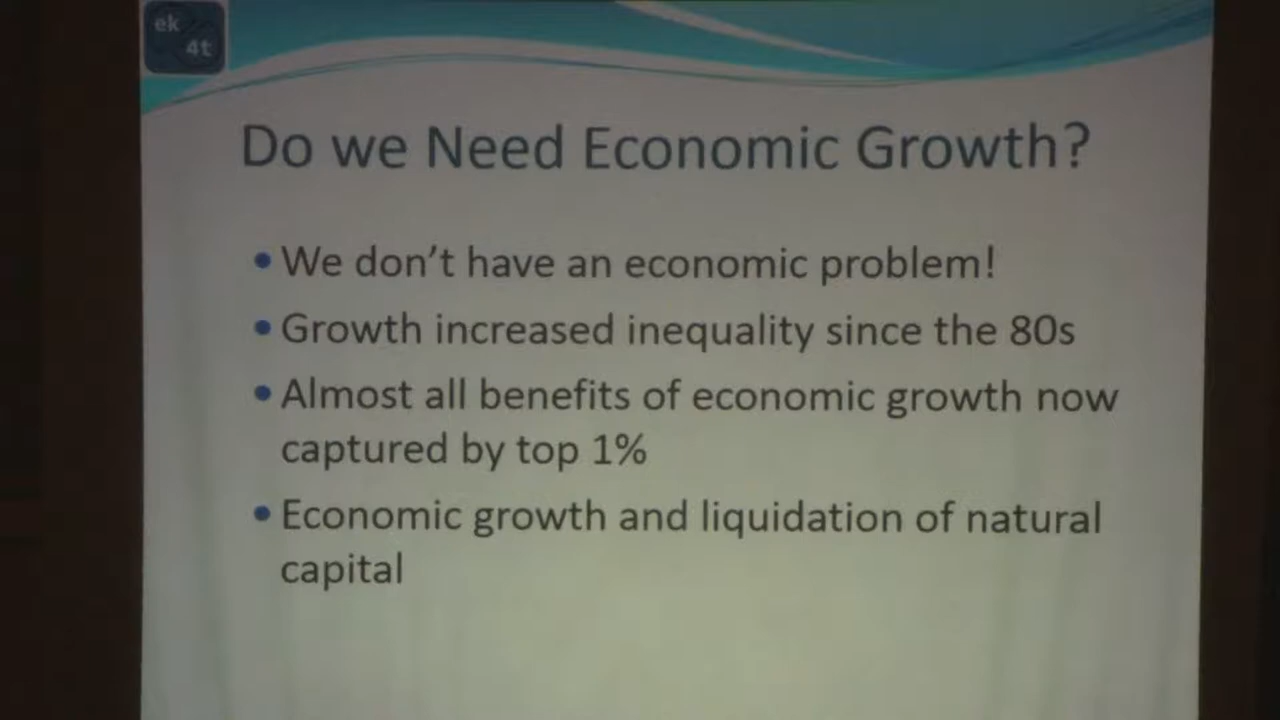 ek
4t
Do we Need Economic Growth?
• We don't have an economic problem!
• Growth increased inequality since the 80s
• Almost all benefits of economic growth now
captured by top 1%
• Economic growth and liquidation of natural
capital